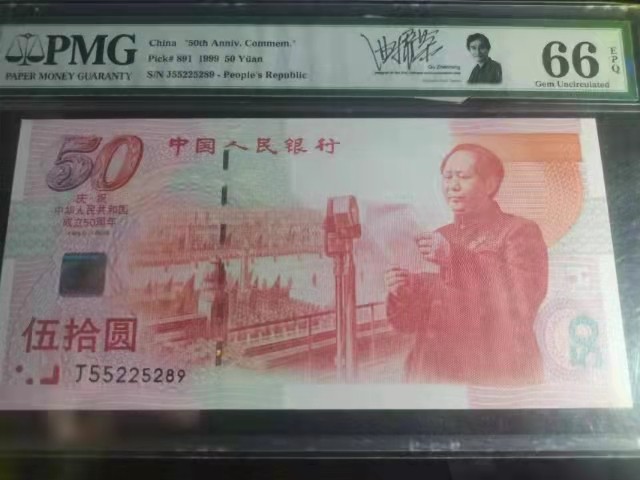 PMG
PAPER MONEY GUARANTY
China "50th Anniv. Commem."
Pick# 891 1999 50 Yüan
S/N J55225289 - People's Republic
66 EPQ
Gem Uncirculated
50
中国人民银行
庆祝
中华人民共和国
成立50周年
伍拾圆
J55225289